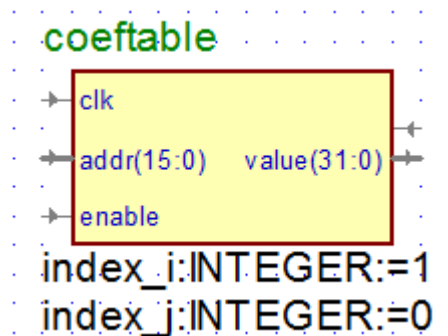 coeftable
clk
addr(15:0) value(31:0)
enable
index_i:INTEGER:=1
index_j:INTEGER:=0